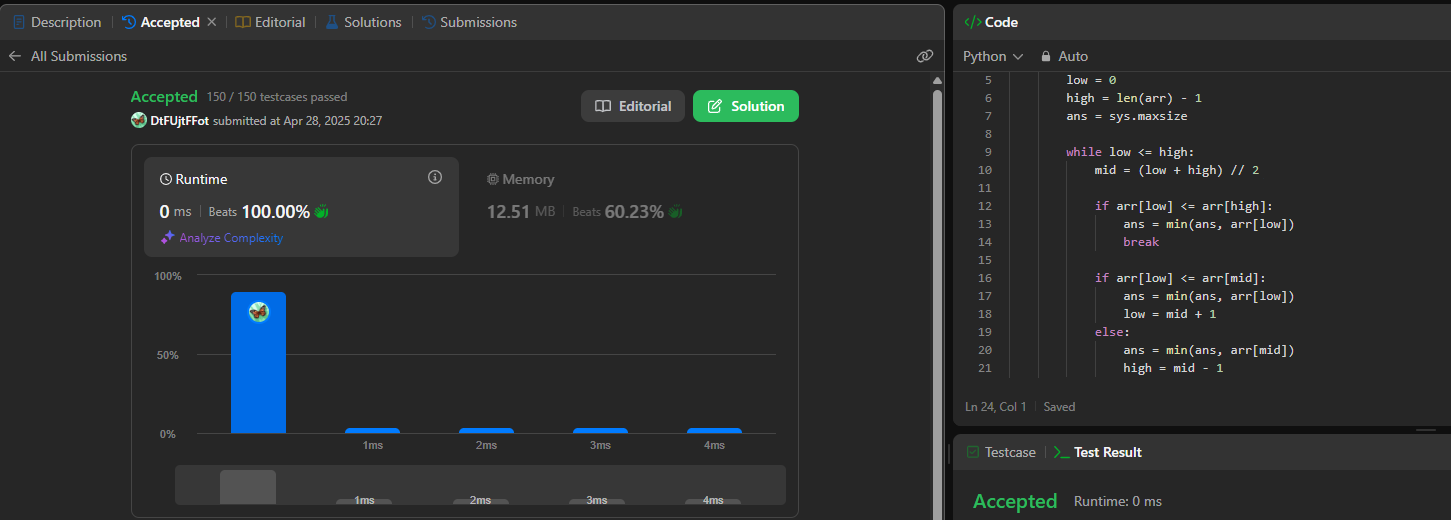 Description Accepted Editorial Solutions Submissions
All Submissions
Accepted 150 / 150 testcases passed
DtFUjtFFot submitted at Apr 28, 2025 20:27
Editorial
Solution
Runtime
0 ms Beats 100.00%
Analyze Complexity
Memory
12.51 MB Beats 60.23%
100%
50%
0%
1ms 2ms 3ms 4ms
1ms 2ms 3ms 4ms
</> Code
Python Auto
5 low = 0
6 high = len(arr) - 1
7 ans = sys.maxsize
8
9 while low <= high:
10 mid = (low + high) // 2
11
12 if arr[low] <= arr[high]:
13 ans = min(ans, arr[low])
14 break
15
16 if arr[low] <= arr[mid]:
17 ans = min(ans, arr[low])
18 low = mid + 1
19 else:
20 ans = min(ans, arr[mid])
21 high = mid - 1
Ln 24, Col 1 Saved
Testcase Test Result
Accepted Runtime: 0 ms